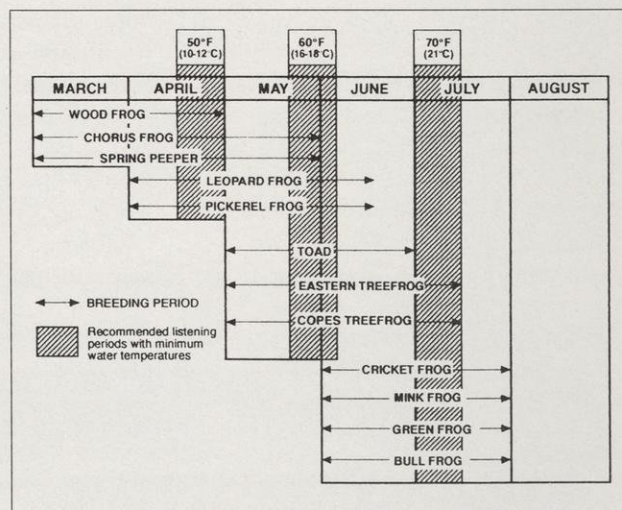 50°F
(10-12°C)
60°F
(16-18°C)
70°F
(21°C)
MARCH APRIL MAY JUNE JULY AUGUST
WOOD FROG
CHORUS FROG
SPRING PEEPER
LEOPARD FROG
PICKEREL FROG
TOAD
EASTERN TREEFROG
COPES TREEFROG
BREEDING PERIOD
Recommended listening
periods with minimum
water temperatures
CRICKET FROG
MINK FROG
GREEN FROG
BULL FROG